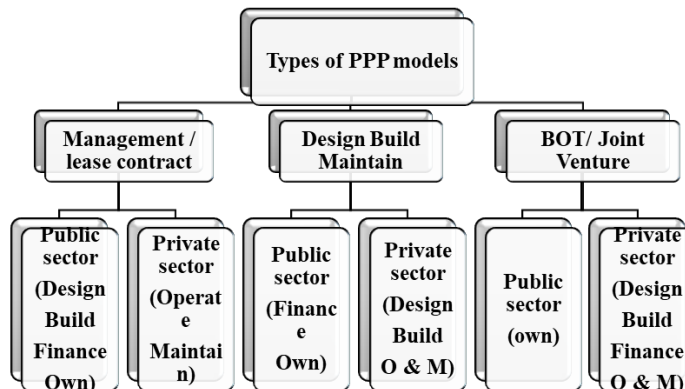 Types of PPP models
Management /
lease contract
Design Build
Maintain
BOT/ Joint
Venture
Public
sector
(Design
Build
Finance
Own)
Private
sector
(Operat
e
Maintai
n)
Public
sector
(Financ
e
Own)
Private
sector
(Design
Build
O & M)
Public
sector
(own)
Private
sector
(Design
Build
Finance
O & M)